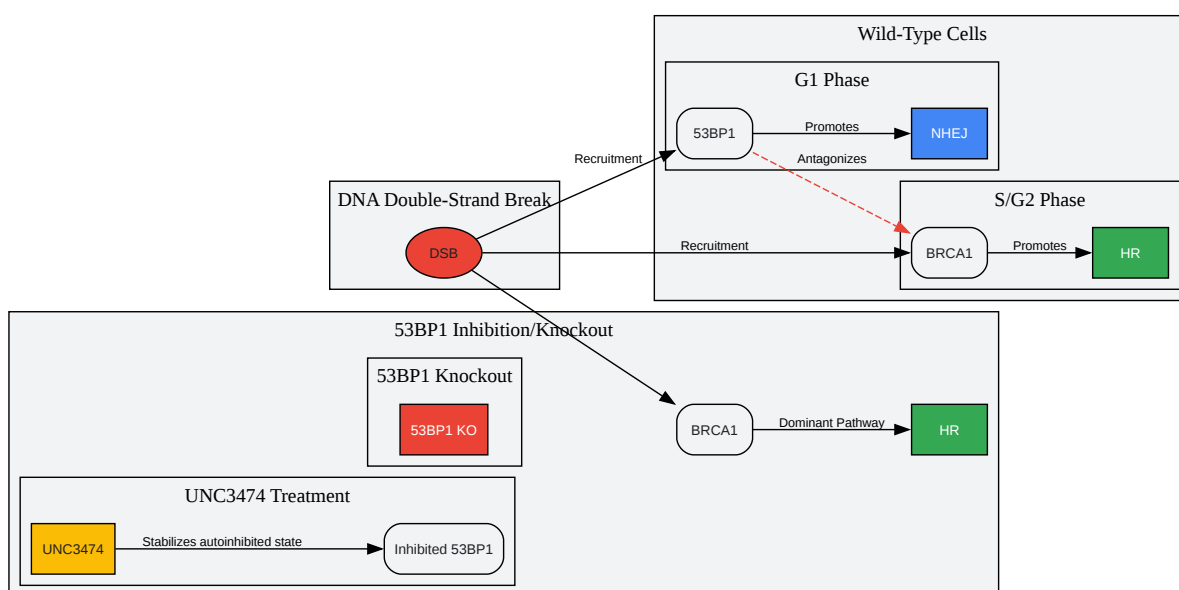 Wild-Type Cells
G1 Phase
53BP1
Promotes
NHEJ
Recruitment
Antagonizes
DNA Double-Strand Break
S/G2 Phase
DSB
Recruitment
BRCA1
Promotes
HR
53BP1 Inhibition/Knockout
53BP1 Knockout
53BP1 KO
BRCA1
Dominant Pathway
HR
UNC3474 Treatment
UNC3474
Stabilizes autoinhibited state
Inhibited 53BP1